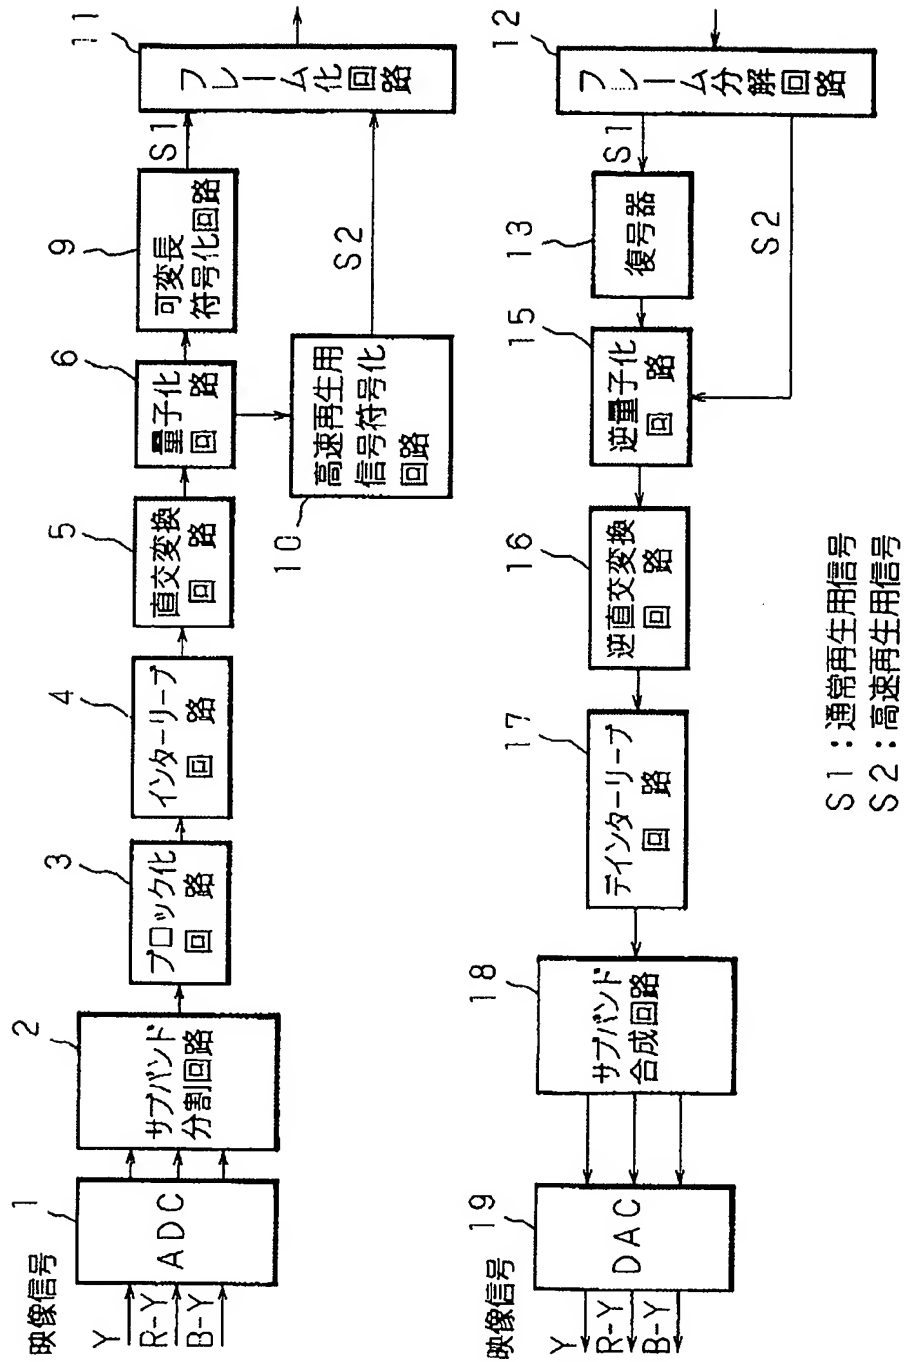 映像信号
Y
R-Y
B-Y
1
ADC
2
サブバンド
分割回路
3
ブロック化
回路
4
インターリーブ
回路
5
直交変換
回路
6
量子化
回路
9
可変長
符号化回路
S1
10
高速再生用
信号符号化
回路
S2
11
フレーム化回路
12
フレーム分解回路
S1
S2
13
復号器
15
逆量子化
回路
16
逆直交変換
回路
17
デインターリーブ
回路
18
サブバンド
合成回路
19
DAC
映像信号
Y
R-Y
B-Y
S1:通常再生用信号
S2:高速再生用信号